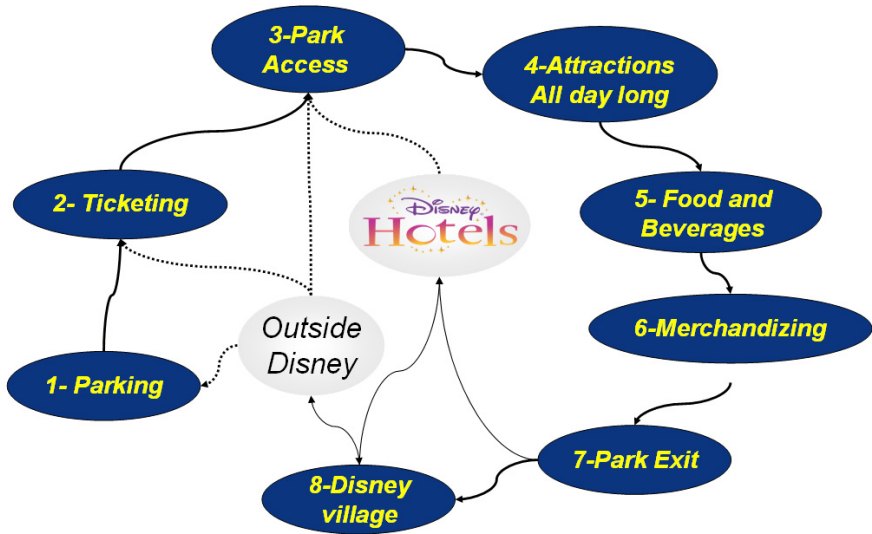 3-Park
Access
4-Attractions
All day long
2- Ticketing
Disney
Hotels
5- Food and
Beverages
Outside
Disney
6-Merchandizing
1- Parking
7-Park Exit
8-Disney
village